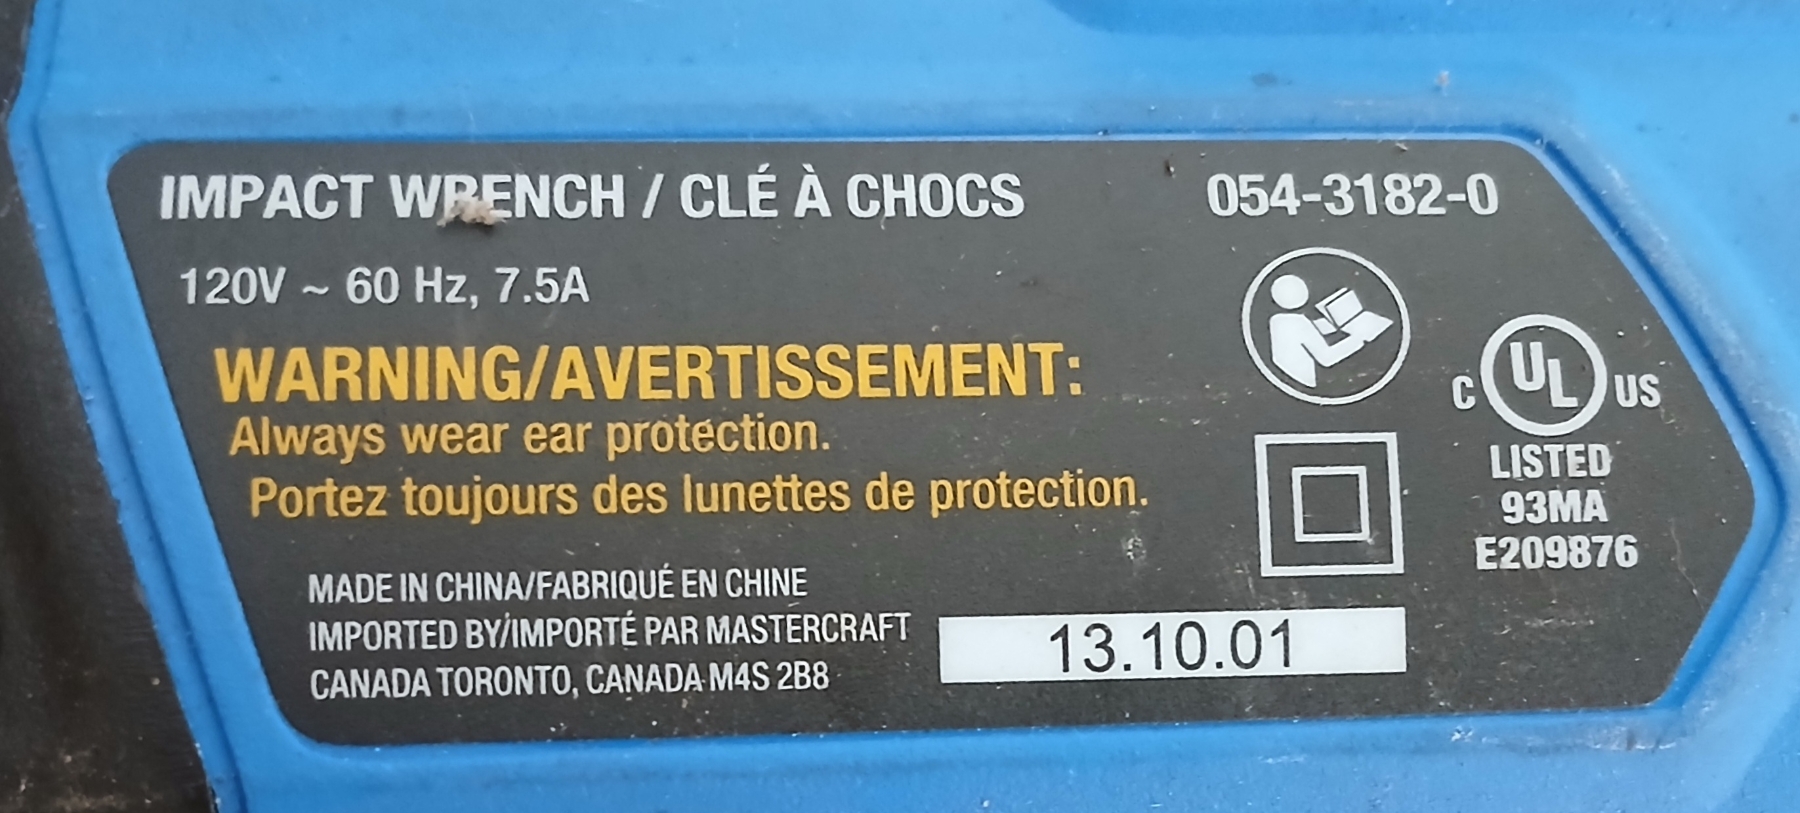 IMPACT WRENCH / CLÉ À CHOCS
054-3182-0
120V ~ 60 Hz, 7.5A
WARNING/AVERTISSEMENT:
Always wear ear protection.
Portez toujours des lunettes de protection.
C UL US
LISTED
93MA
E209876
MADE IN CHINA/FABRIQUÉ EN CHINE
IMPORTED BY/IMPORTÉ PAR MASTERCRAFT
CANADA TORONTO, CANADA M4S 2B8
13.10.01